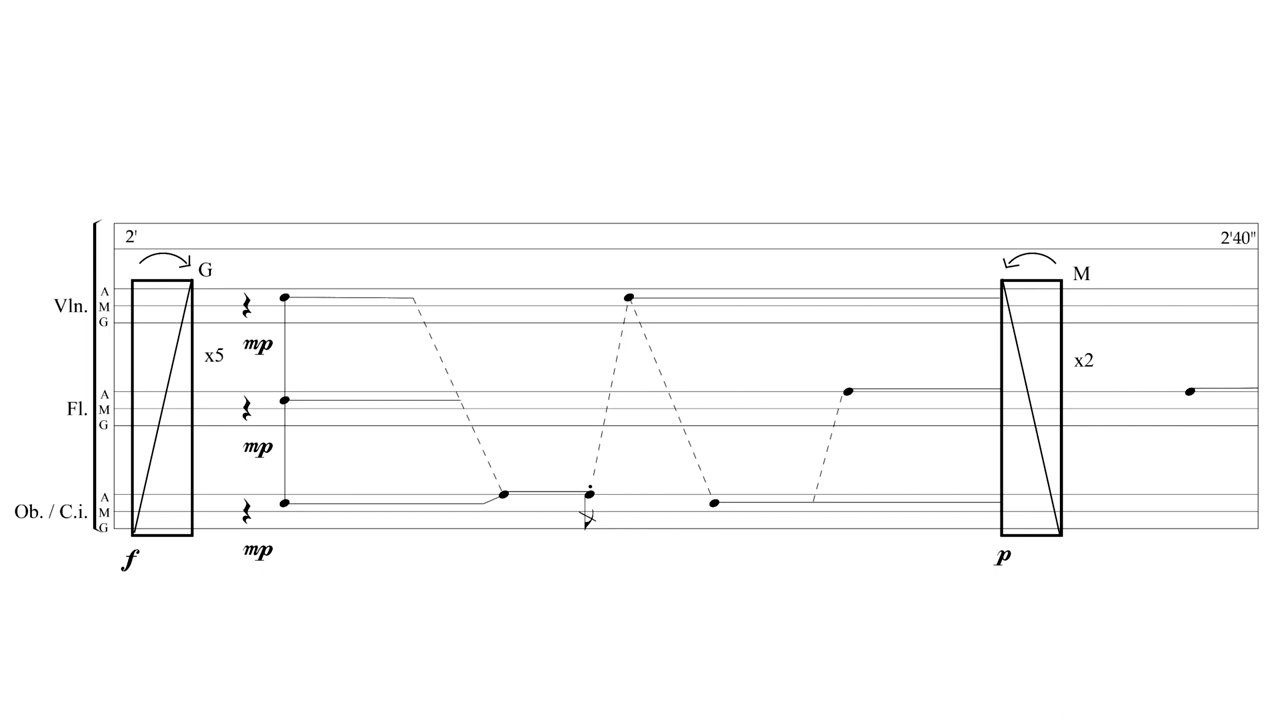 2' 2'40"
G M
Vln. A
M
G
x5 x2
mp
Fl. A
M
G
mp
Ob. / C.i. A
M
G
f mp p